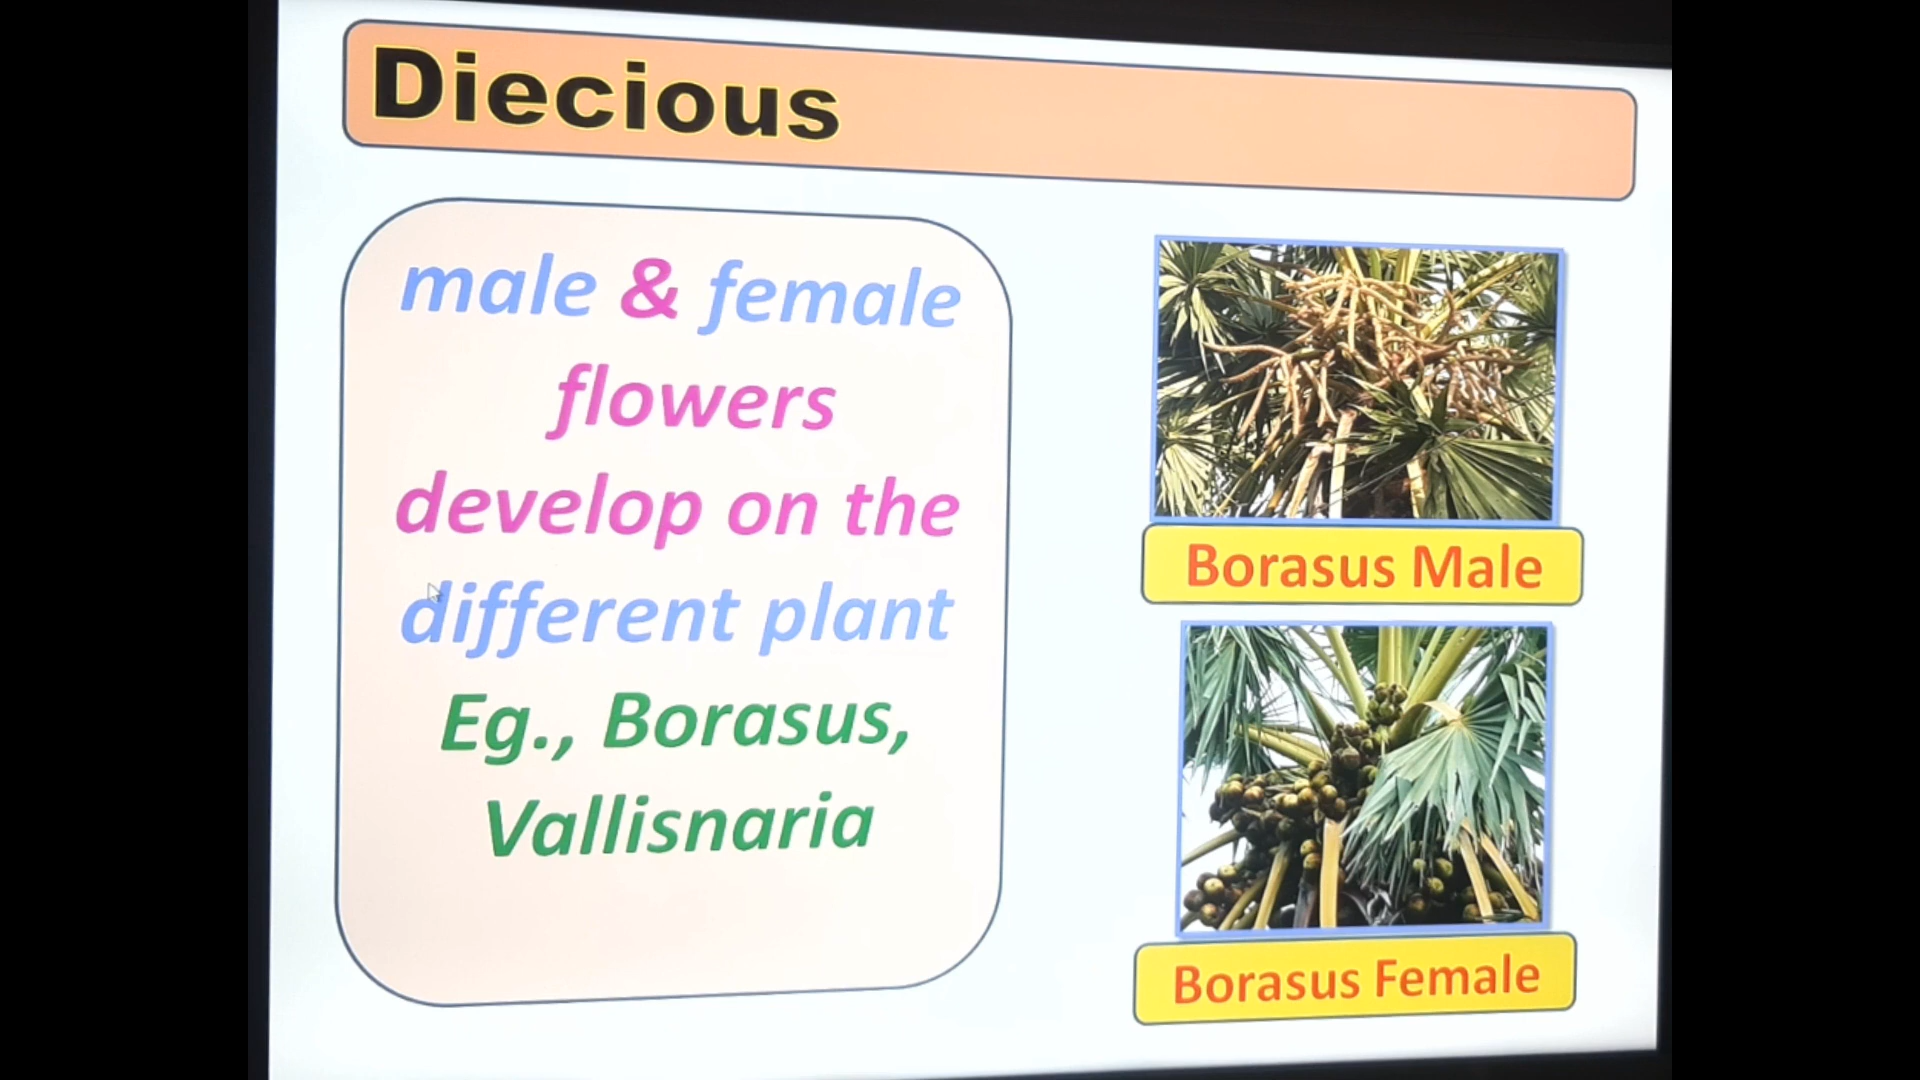 Diecious
male & female
flowers
develop on the
different plant
Eg., Borasus,
Vallisnaria
Borasus Male
Borasus Female